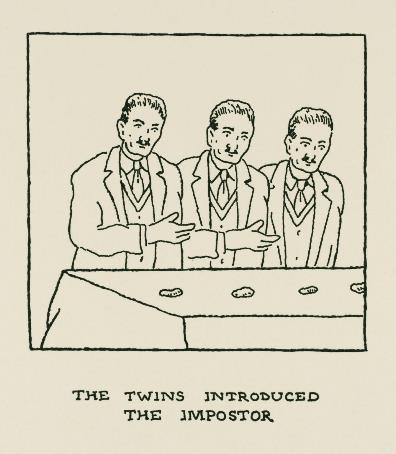 THE TWINS INTRODUCED
THE IMPOSTOR